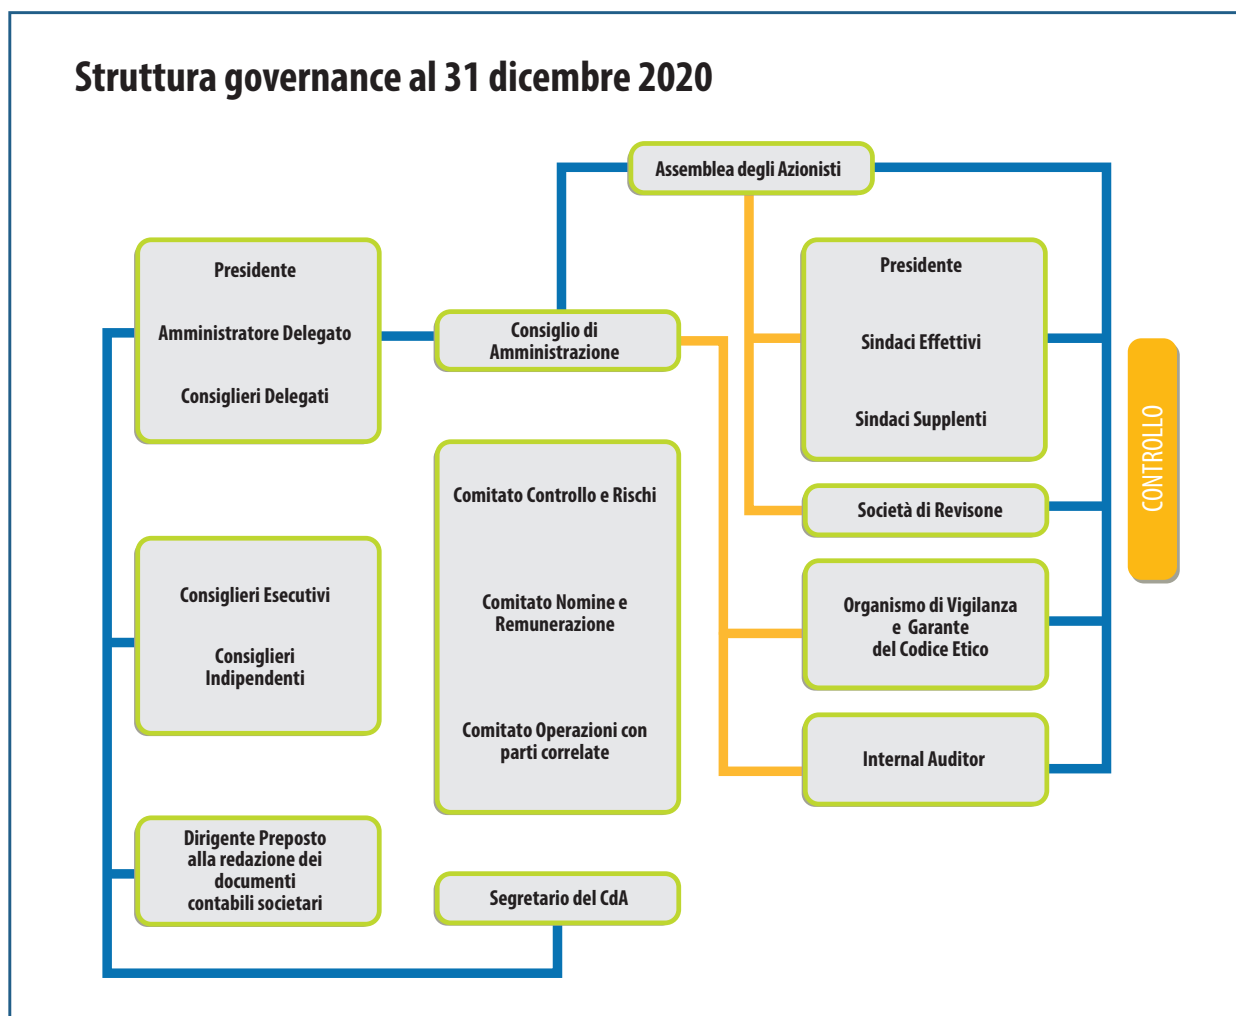 Struttura governance al 31 dicembre 2020
Assemblea degli Azionisti
Presidente
Amministratore Delegato
Consiglieri Delegati
Consiglio di
Amministrazione
Presidente
Sindaci Effettivi
Sindaci Supplenti
CONTROLLO
Comitato Controllo e Rischi
Comitato Nomine e
Remunerazione
Comitato Operazioni con
parti correlate
Società di Revisone
Consiglieri Esecutivi
Consiglieri
Indipendenti
Organismo di Vigilanza
e Garante
del Codice Etico
Internal Auditor
Dirigente Preposto
alla redazione dei
documenti
contabili societari
Segretario del CdA